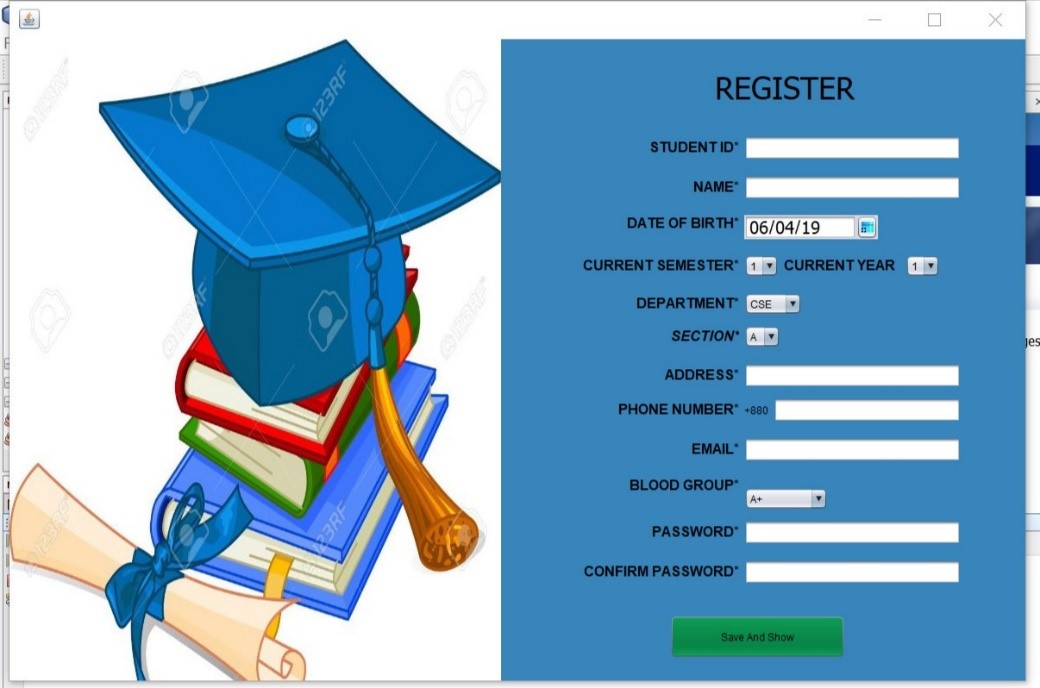 REGISTER
STUDENT ID*
NAME*
DATE OF BIRTH* 06/04/19
CURRENT SEMESTER* 1 CURRENT YEAR 1
DEPARTMENT* CSE
SECTION* A
ADDRESS*
PHONE NUMBER* +880
EMAIL*
BLOOD GROUP* A+
PASSWORD*
CONFIRM PASSWORD*
Save And Show
123RF
123RF
123RF
123RF
123RF
123RF